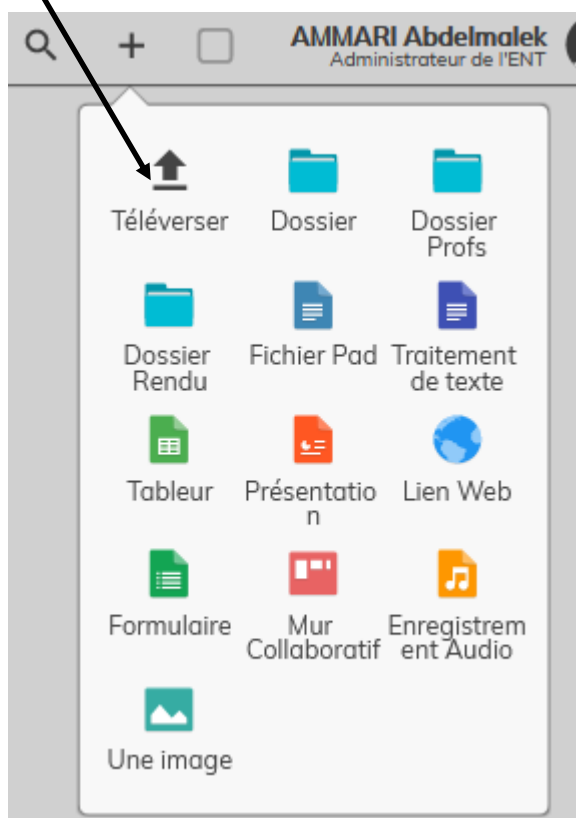 AMMARI Abdelmalek
Administrateur de l'ENT
Téléverser
Dossier
Dossier
Profs
Dossier
Rendu
Fichier Pad
Traitement
de texte
Tableur
Présentatio
n
Lien Web
Formulaire
Mur
Collaboratif
Enregistrem
ent Audio
Une image